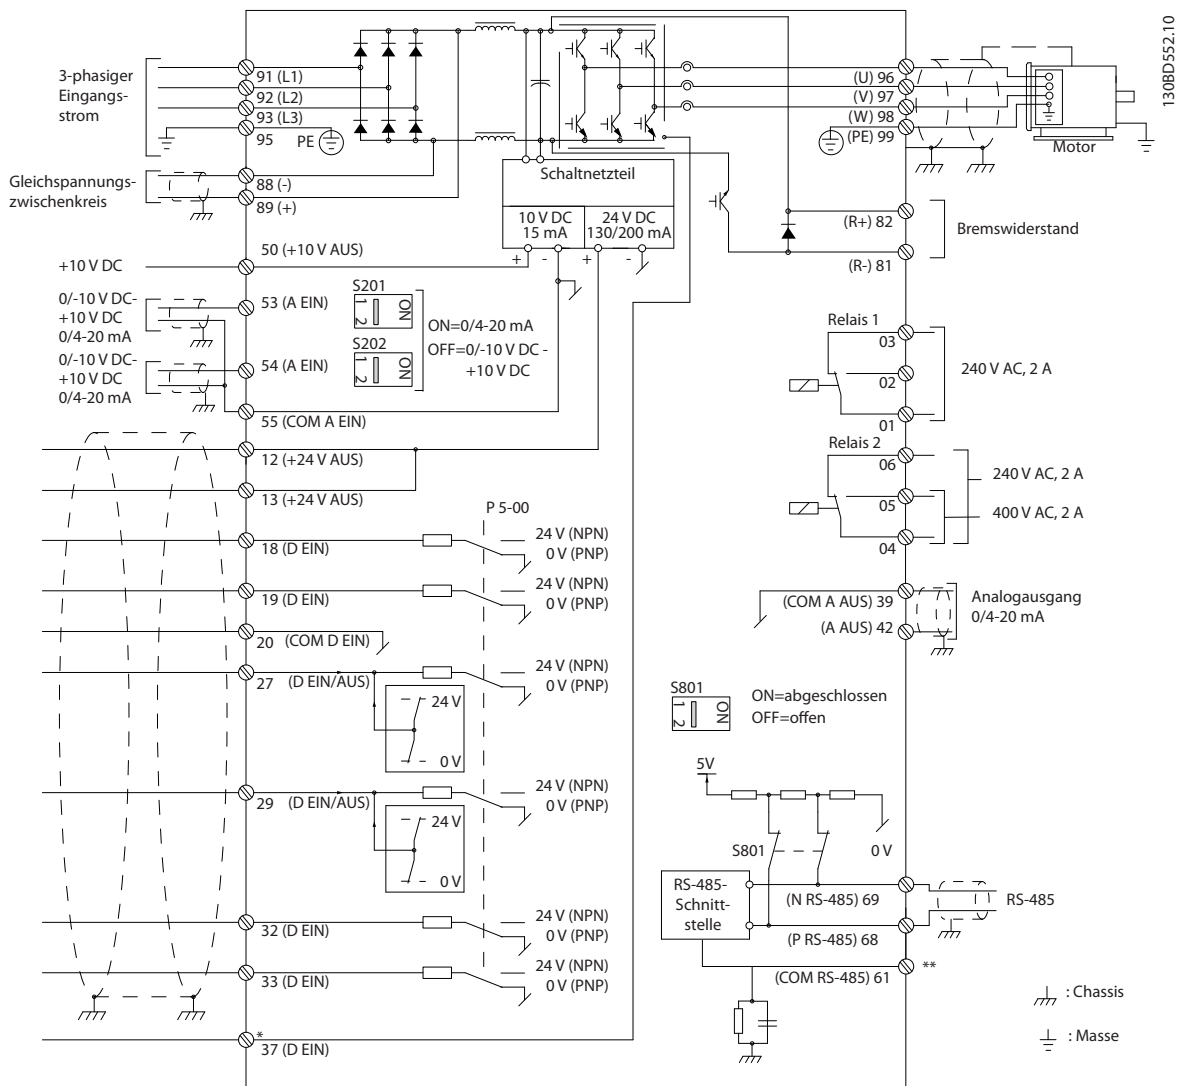 130BD552.10
3-phasiger
Eingangs-
strom
91 (L1)
92 (L2)
93 (L3)
95
PE
(U) 96
(V) 97
(W) 98
(PE) 99
Motor
Gleichspannungs-
zwischenkreis
88 (-)
89 (+)
Schaltnetzteil
10 V DC
15 mA
24 V DC
130/200 mA
+ - + -
(R+) 82
(R-) 81
Bremswiderstand
+10 V DC
50 (+10 V AUS)
0/-10 V DC-
+10 V DC
0/4-20 mA
53 (A EIN)
0/-10 V DC-
+10 V DC
0/4-20 mA
54 (A EIN)
55 (COM A EIN)
S201
1 2
ON
S202
1 2
ON
ON=0/4-20 mA
OFF=0/-10 V DC -
+10 V DC
Relais 1
03
02
01
240 V AC, 2 A
Relais 2
06
05
04
240 V AC, 2 A
400 V AC, 2 A
12 (+24 V AUS)
13 (+24 V AUS)
P 5-00
18 (D EIN)
24 V (NPN)
0 V (PNP)
19 (D EIN)
24 V (NPN)
0 V (PNP)
20 (COM D EIN)
27 (D EIN/AUS)
24 V (NPN)
0 V (PNP)
24 V
0 V
29 (D EIN/AUS)
24 V (NPN)
0 V (PNP)
24 V
0 V
32 (D EIN)
24 V (NPN)
0 V (PNP)
33 (D EIN)
24 V (NPN)
0 V (PNP)
*
37 (D EIN)
(COM A AUS) 39
(A AUS) 42
Analogausgang
0/4-20 mA
S801
1 2
ON
ON=abgeschlossen
OFF=offen
5V
S801
0 V
RS-485-
Schnitt-
stelle
(N RS-485) 69
(P RS-485) 68
(COM RS-485) 61
**
RS-485
: Chassis
: Masse